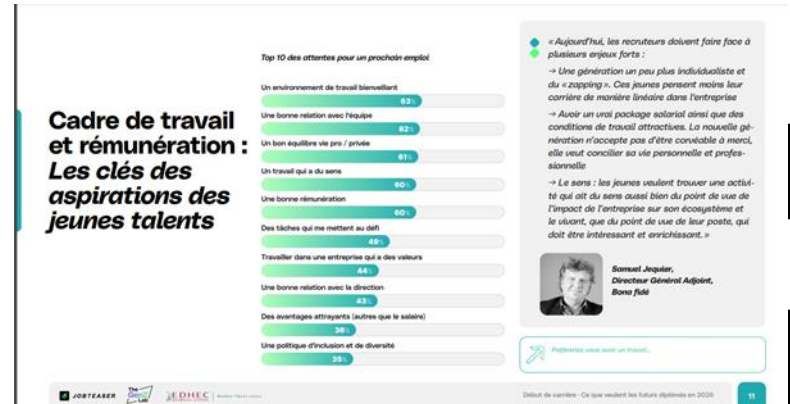 Cadre de travail
et rémunération :
Les clés des
aspirations des
jeunes talents
Top 10 des attentes pour un prochain emploi
Un environnement de travail bienveillant
63%
Une bonne relation avec l'équipe
62%
Un bon équilibre vie pro / privée
61%
Un travail qui a du sens
60%
Une bonne rémunération
60%
Des tâches qui me mettent au défi
49%
Travailler dans une entreprise qui a des valeurs
44%
Une bonne relation avec la direction
43%
Des avantages attrayants (autres que le salaire)
36%
Une politique d'inclusion et de diversité
35%
« Aujourd'hui, les recruteurs doivent faire face à
plusieurs enjeux forts :
→ Une génération un peu plus individualiste et
du « zapping ». Ces jeunes pensent moins leur
carrière de manière linéaire dans l'entreprise
→ Avoir un vrai package salarial ainsi que des
conditions de travail attractives. La nouvelle gé-
nération n'accepte pas d'être corvéable à merci,
elle veut concilier sa vie personnelle et profes-
sionnelle
→ Le sens : les jeunes veulent trouver une activi-
té qui ait du sens aussi bien du point de vue de
l'impact de l'entreprise sur son écosystème et
le vivant, que du point de vue de leur poste, qui
doit être intéressant et enrichissant. »
Samuel Jequier,
Directeur Général Adjoint,
Bona fidé
Préféreriez-vous avoir un travail...
JOBTEASER
EDHEC
Début de carrière - Ce que veulent les futurs diplômés en 2020
11